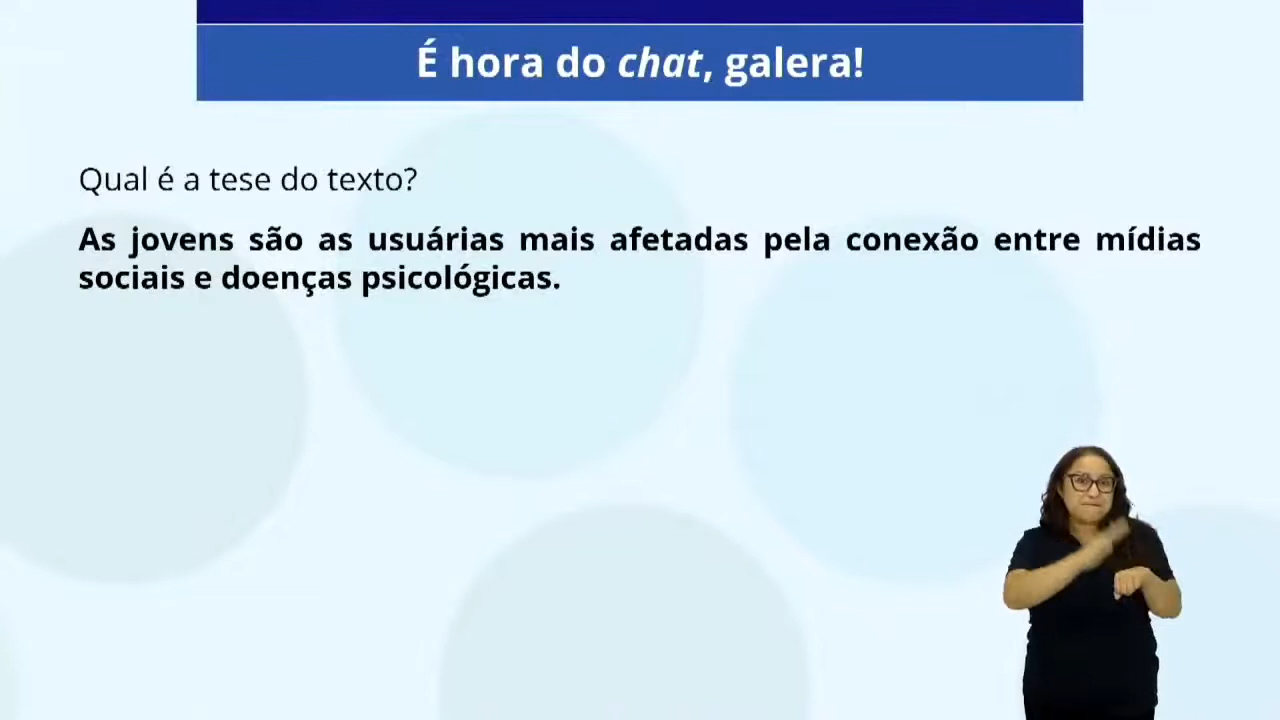 É hora do chat, galera!
Qual é a tese do texto?
As jovens são as usuárias mais afetadas pela conexão entre mídias
sociais e doenças psicológicas.